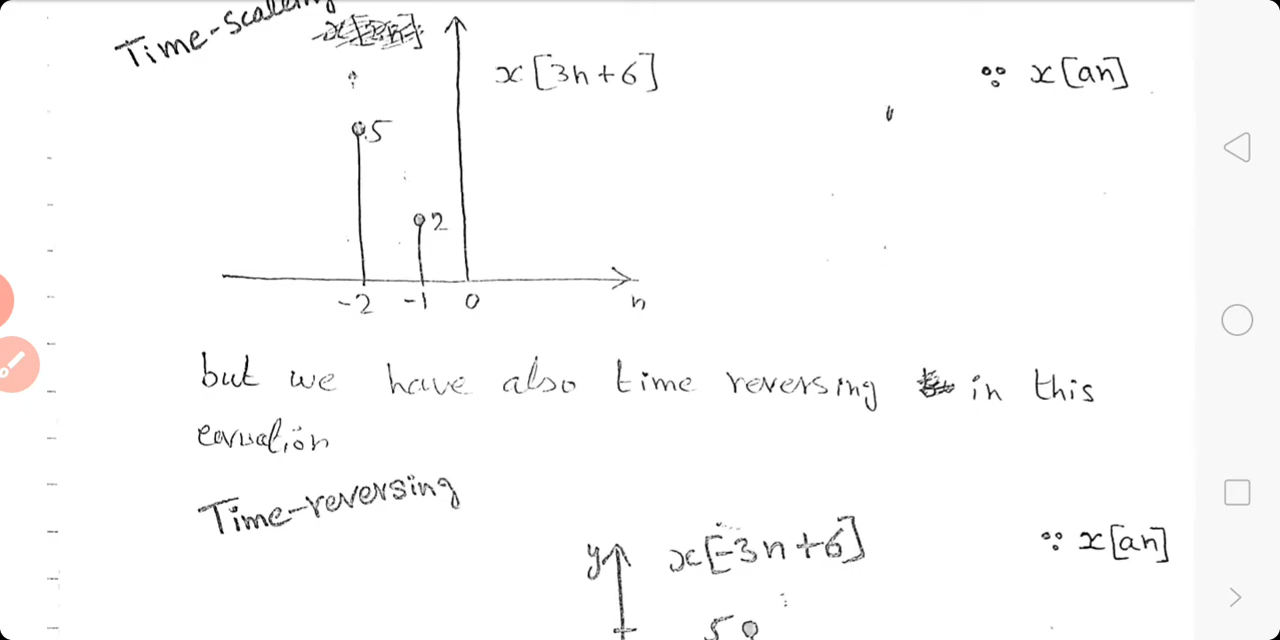 Time-scaling
x[3n+6]
∵ x[an]
5
2
-2 -1 0 n
but we have also time reversing in this
equation
Time-reversing
y x[-3n+6] ∵ x[an]
5